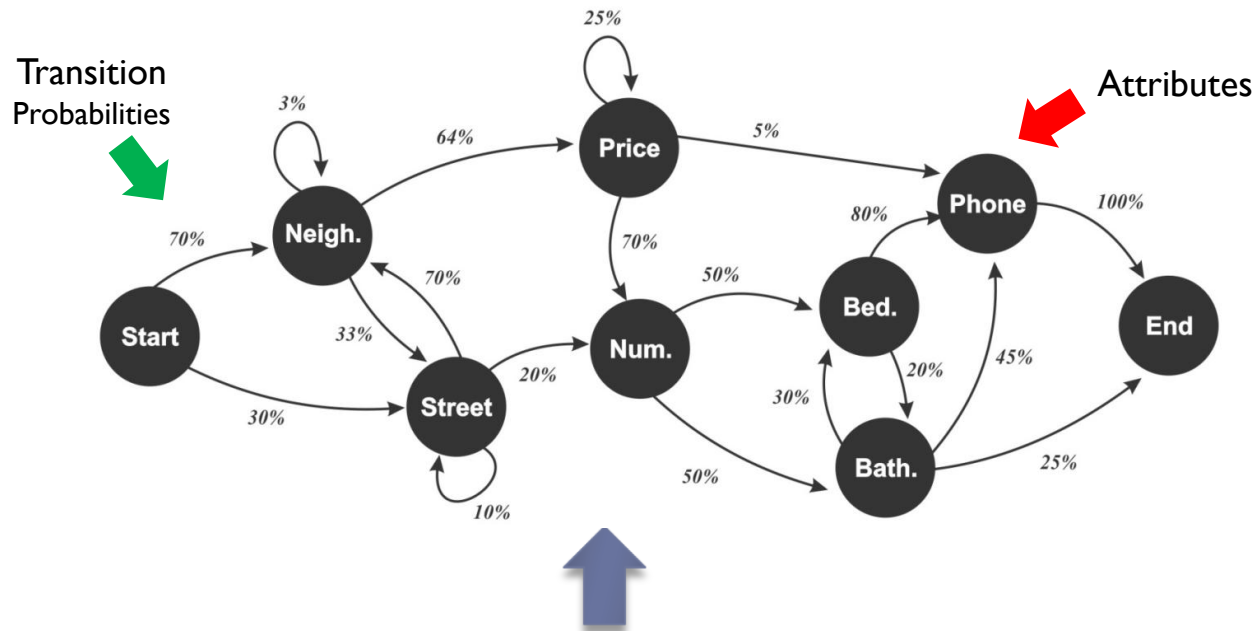 25%
Transition
Probabilities
Attributes
3%
64%
Price
5%
Phone
100%
80%
Neigh.
70%
70%
70%
50%
Bed.
End
Start
33%
Num.
20%
20%
45%
30%
Street
30%
Bath.
25%
50%
10%